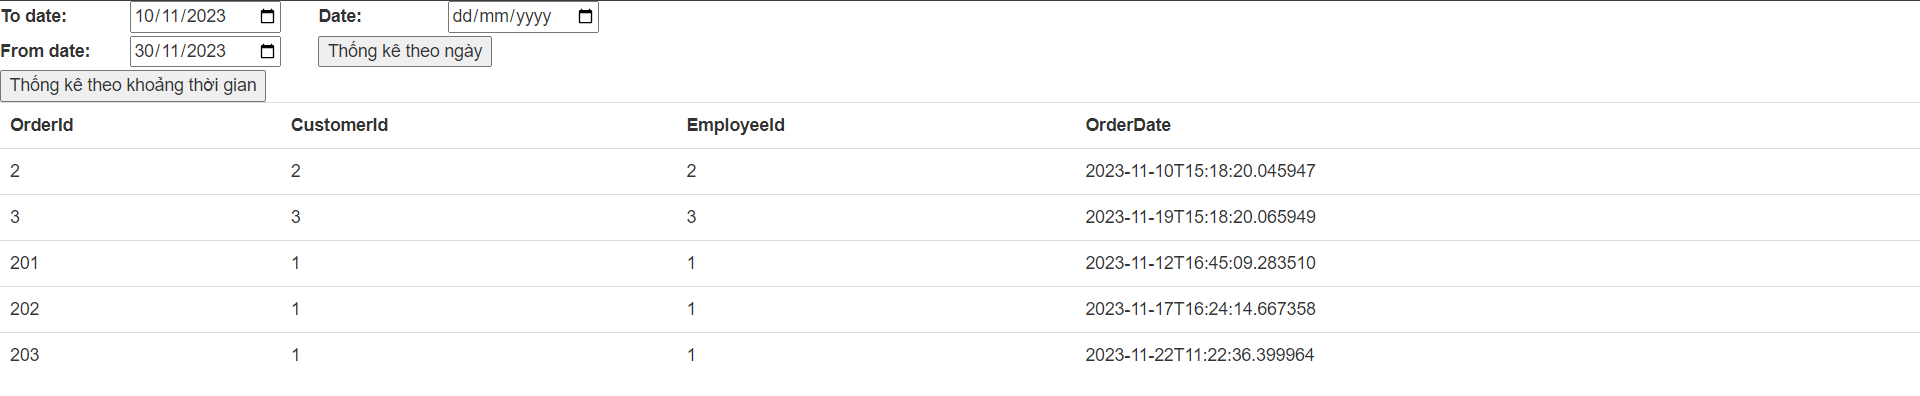 To date: 10/11/2023 Date: dd/mm/yyyy
From date: 30/11/2023 Thống kê theo ngày
Thống kê theo khoảng thời gian
OrderId CustomerId EmployeeId OrderDate
2 2 2 2023-11-10T15:18:20.045947
3 3 3 2023-11-19T15:18:20.065949
201 1 1 2023-11-12T16:45:09.283510
202 1 1 2023-11-17T16:24:14.667358
203 1 1 2023-11-22T11:22:36.399964